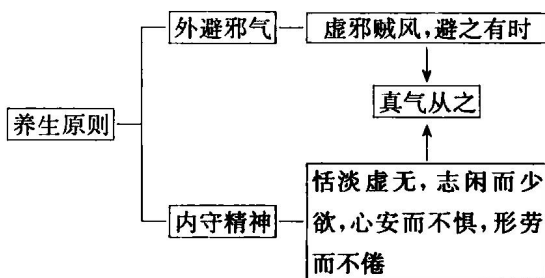 外避邪气
虚邪贼风,避之有时
真气从之
养生原则
恬淡虚无,志闲而少
欲,心安而不惧,形劳
而不倦
内守精神